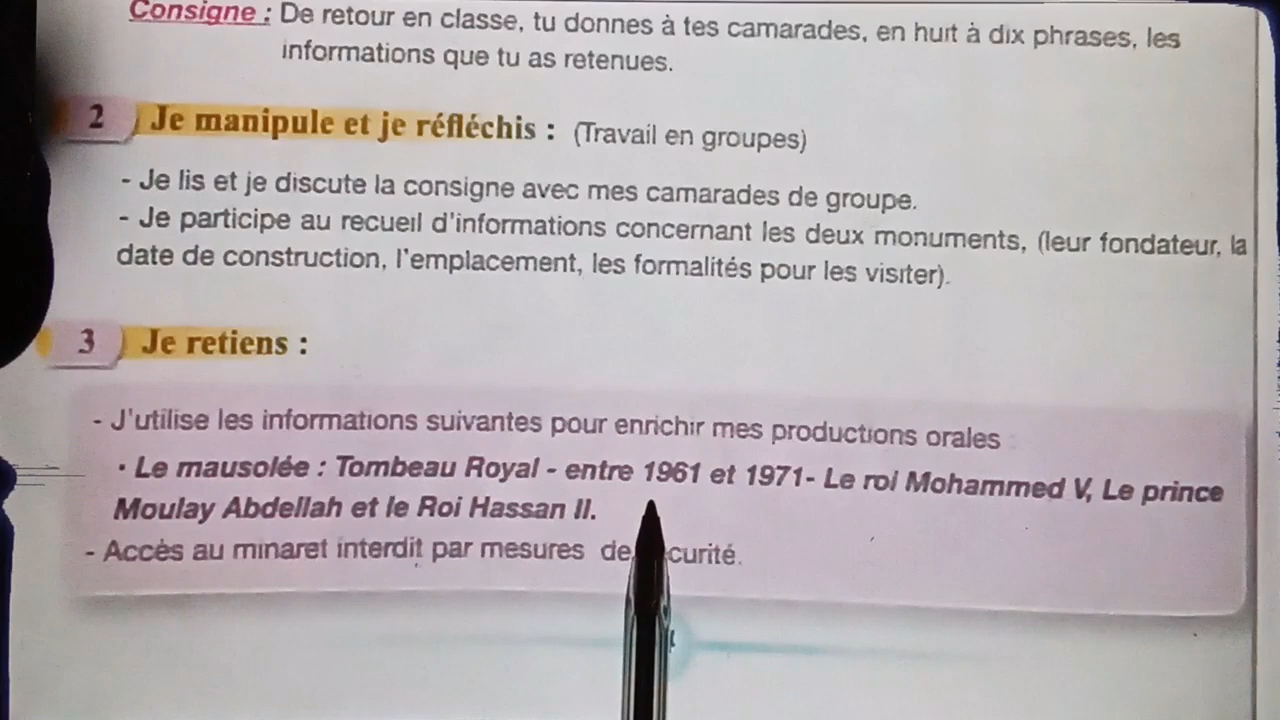 Consigne : De retour en classe, tu donnes à tes camarades, en huit à dix phrases, les
informations que tu as retenues.
2 Je manipule et je réfléchis : (Travail en groupes)
- Je lis et je discute la consigne avec mes camarades de groupe.
- Je participe au recueil d'informations concernant les deux monuments, (leur fondateur, la
date de construction, l'emplacement, les formalités pour les visiter).
3 Je retiens :
- J'utilise les informations suivantes pour enrichir mes productions orales
· Le mausolée : Tombeau Royal - entre 1961 et 1971- Le roi Mohammed V, Le prince
Moulay Abdellah et le Roi Hassan II.
- Accès au minaret interdit par mesures de curité.